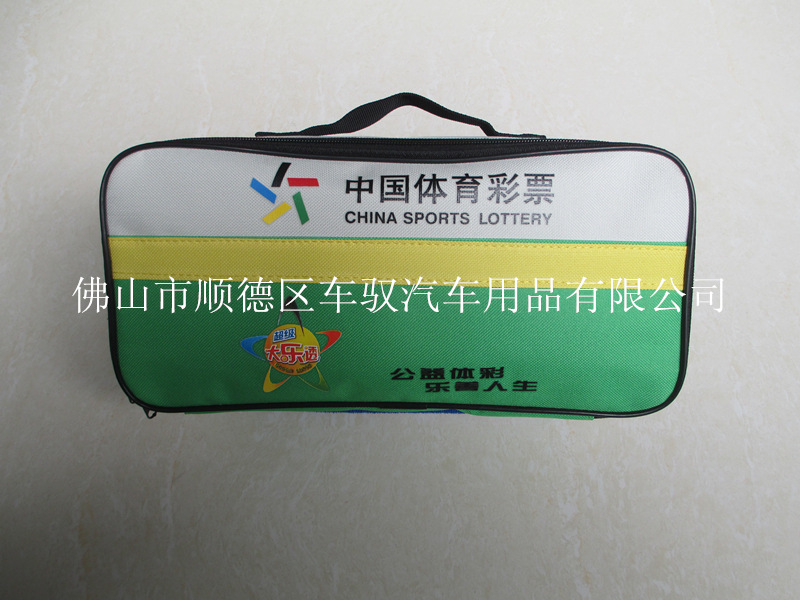 中国体育彩票
CHINA SPORTS LOTTERY
佛山市顺德区车驭汽车用品有限公司
超级
大乐透
公益体彩
乐善人生